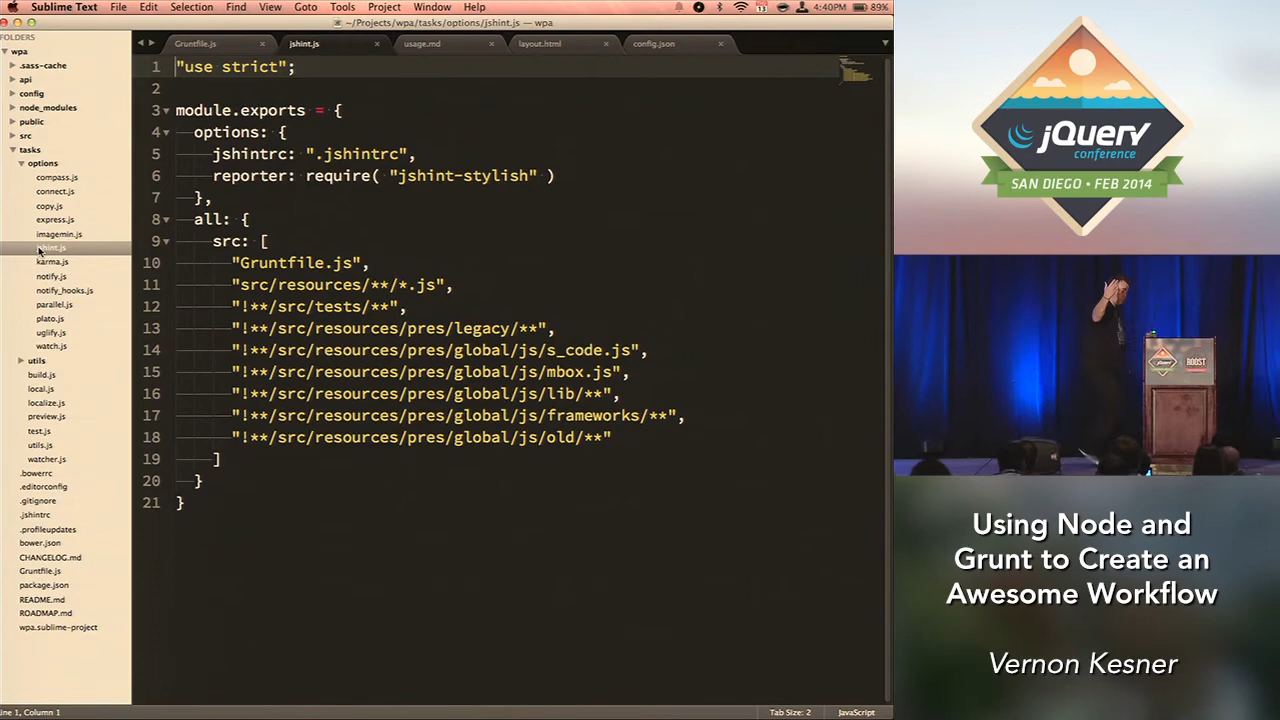 Sublime Text File Edit Selection Find View Goto Tools Project Window Help 13 4:40PM 89%
~/Projects/wpa/tasks/options/jshint.js — wpa
FOLDERS
wpa
.sass-cache
api
config
node_modules
public
src
tasks
options
compass.js
connect.js
copy.js
express.js
imagemin.js
jshint.js
karma.js
notify.js
notify_hooks.js
parallel.js
plato.js
uglify.js
watch.js
utils
build.js
local.js
localize.js
preview.js
test.js
utils.js
watcher.js
.bowerrc
.editorconfig
.gitignore
.jshintrc
.profileupdates
bower.json
CHANGELOG.md
Gruntfile.js
package.json
README.md
ROADMAP.md
wpa.sublime-project
Gruntfile.js jshint.js usage.md layout.html config.json
1 "use strict";
2
3 module.exports = {
4 options: {
5 jshintrc: ".jshintrc",
6 reporter: require( "jshint-stylish" )
7 },
8 all: {
9 src: [
10 "Gruntfile.js",
11 "src/resources/**/*.js",
12 "!**/src/tests/**",
13 "!**/src/resources/pres/legacy/**",
14 "!**/src/resources/pres/global/js/s_code.js",
15 "!**/src/resources/pres/global/js/mbox.js",
16 "!**/src/resources/pres/global/js/lib/**",
17 "!**/src/resources/pres/global/js/frameworks/**",
18 "!**/src/resources/pres/global/js/old/**"
19 ]
20 }
21 }
Line 1, Column 1 Tab Size: 2 JavaScript
jQuery
conference
SAN DIEGO • FEB 2014
ROOST
Using Node and
Grunt to Create an
Awesome Workflow
Vernon Kesner